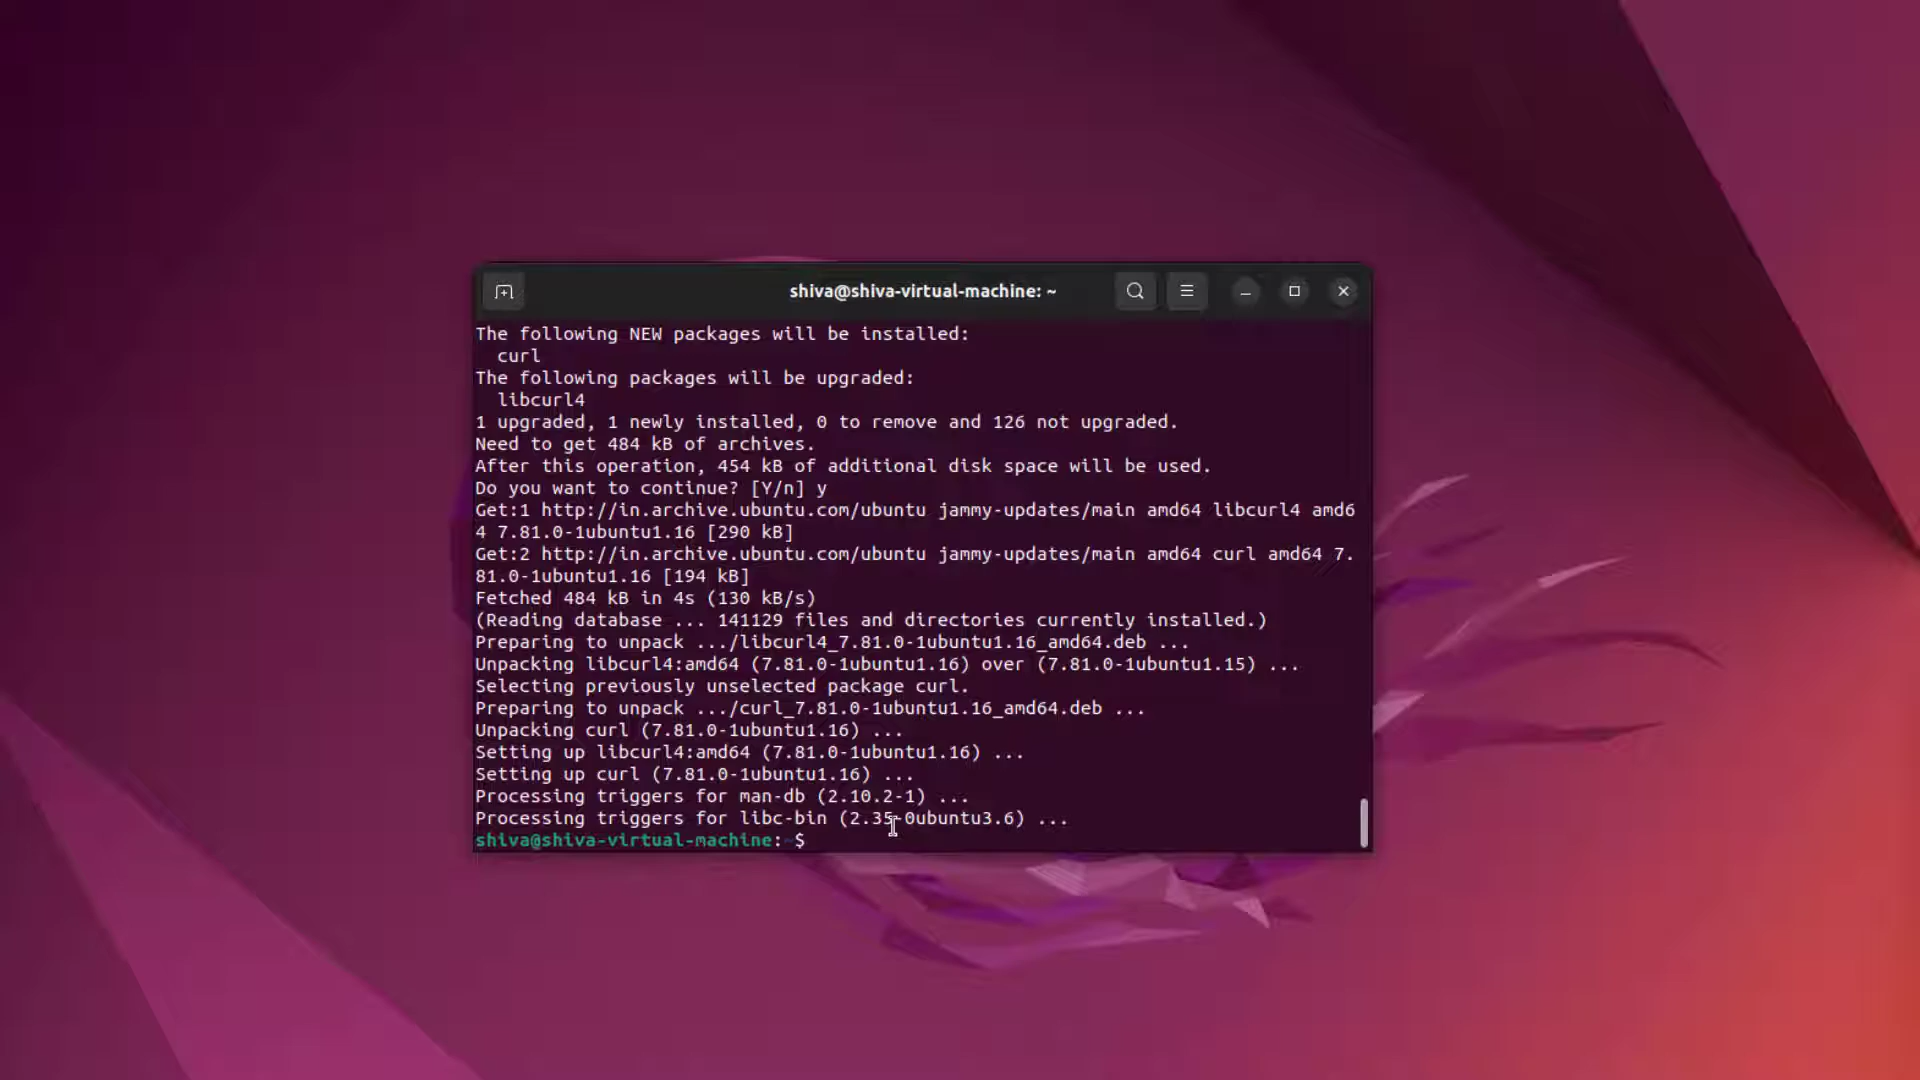 shiva@shiva-virtual-machine: ~
The following NEW packages will be installed:
  curl
The following packages will be upgraded:
  libcurl4
1 upgraded, 1 newly installed, 0 to remove and 126 not upgraded.
Need to get 484 kB of archives.
After this operation, 454 kB of additional disk space will be used.
Do you want to continue? [Y/n] y
Get:1 http://in.archive.ubuntu.com/ubuntu jammy-updates/main amd64 libcurl4 amd6
4 7.81.0-1ubuntu1.16 [290 kB]
Get:2 http://in.archive.ubuntu.com/ubuntu jammy-updates/main amd64 curl amd64 7.
81.0-1ubuntu1.16 [194 kB]
Fetched 484 kB in 4s (130 kB/s)
(Reading database ... 141129 files and directories currently installed.)
Preparing to unpack .../libcurl4_7.81.0-1ubuntu1.16_amd64.deb ...
Unpacking libcurl4:amd64 (7.81.0-1ubuntu1.16) over (7.81.0-1ubuntu1.15) ...
Selecting previously unselected package curl.
Preparing to unpack .../curl_7.81.0-1ubuntu1.16_amd64.deb ...
Unpacking curl (7.81.0-1ubuntu1.16) ...
Setting up libcurl4:amd64 (7.81.0-1ubuntu1.16) ...
Setting up curl (7.81.0-1ubuntu1.16) ...
Processing triggers for man-db (2.10.2-1) ...
Processing triggers for libc-bin (2.35-0ubuntu3.6) ...
shiva@shiva-virtual-machine:~$